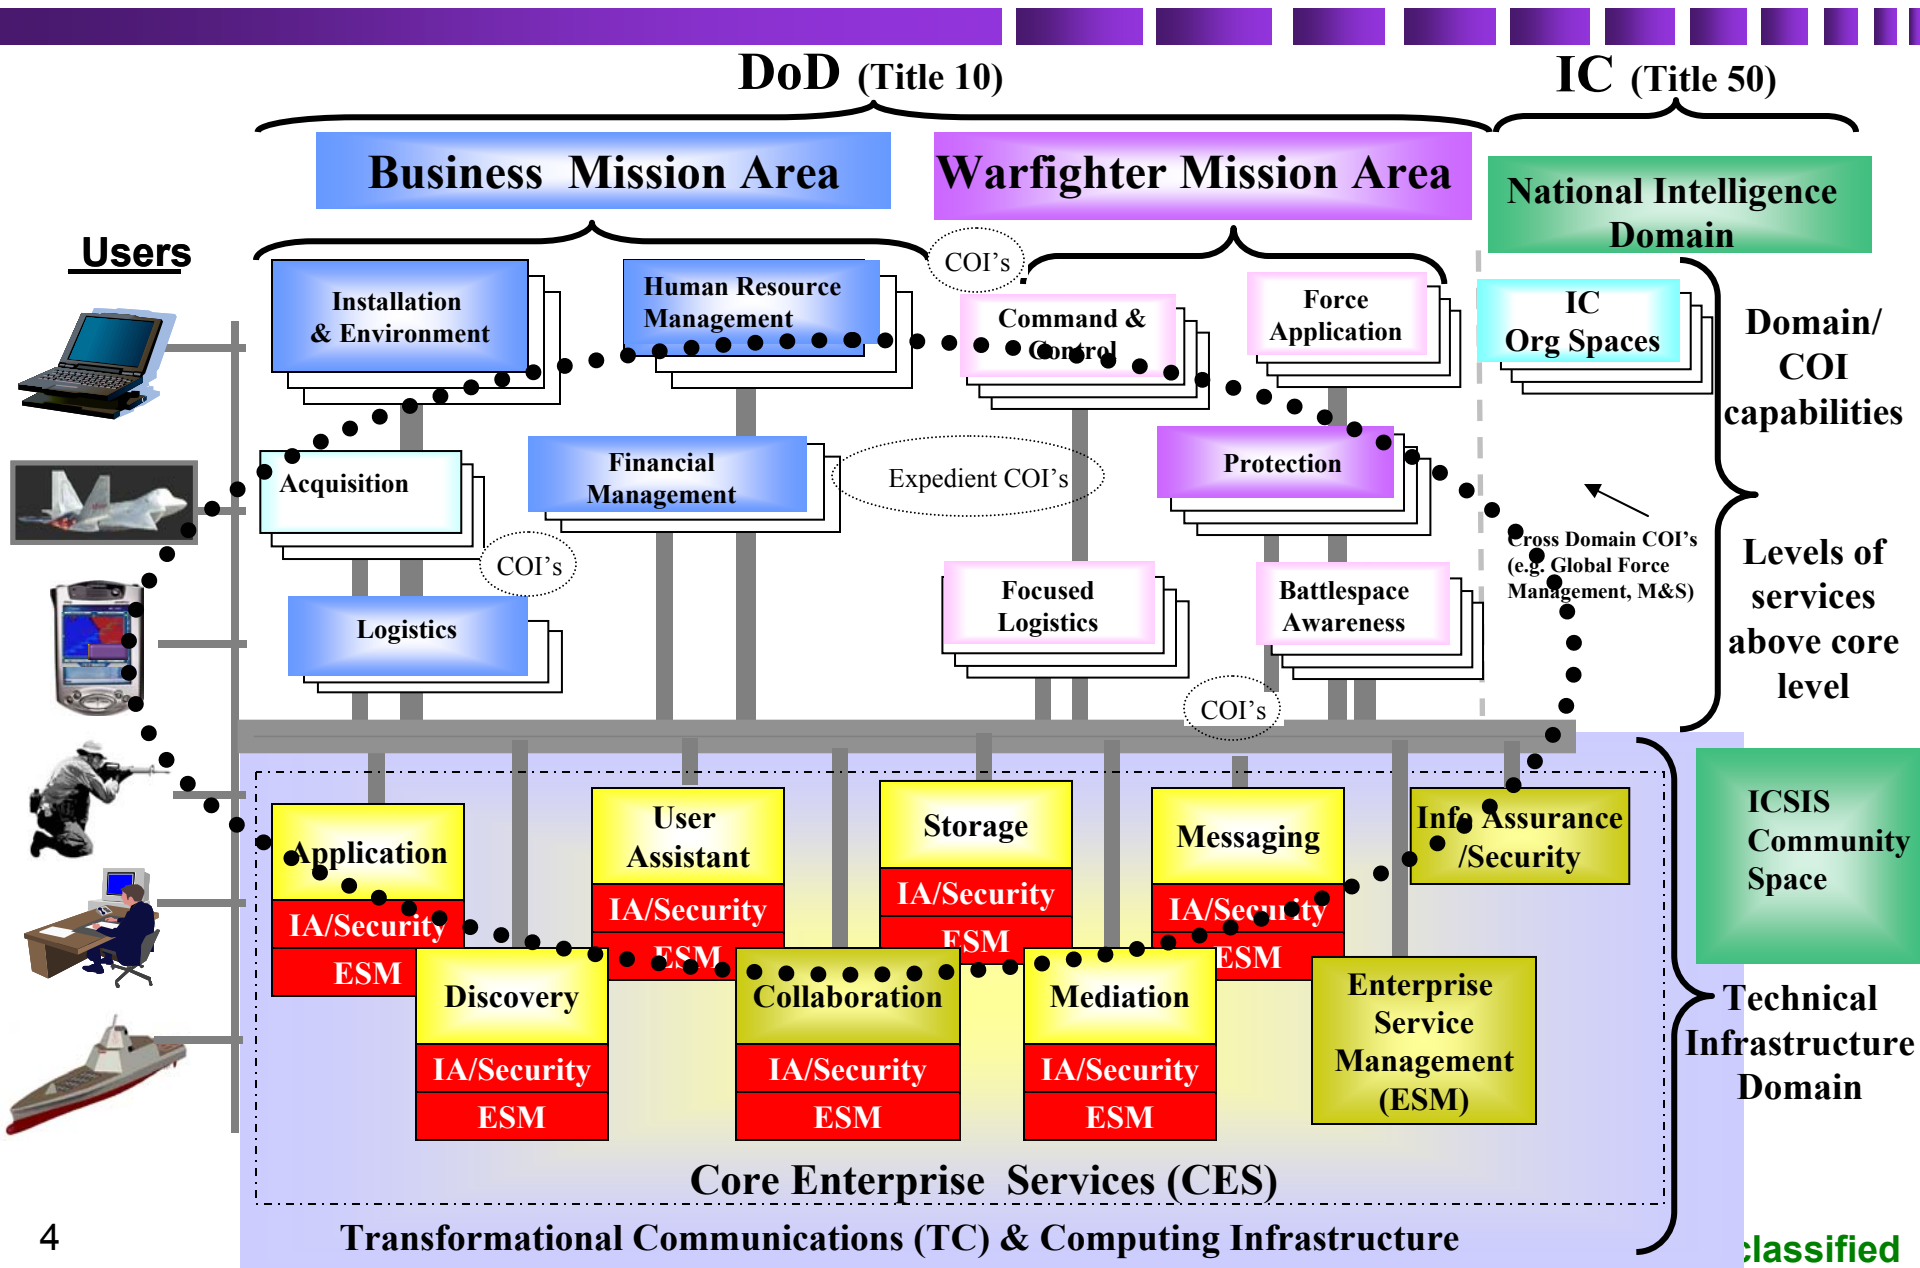 DoD (Title 10)
IC (Title 50)
Business Mission Area
Warfighter Mission Area
National Intelligence
Domain
Users
COI's
Installation
& Environment
Human Resource
Management
Command &
Control
Force
Application
IC
Org Spaces
Domain/
COI
capabilities
Acquisition
Financial
Management
Expedient COI's
Protection
Cross Domain COI's
(e.g. Global Force
Management, M&S)
Levels of
services
above core
level
COI's
Logistics
Focused
Logistics
Battlespace
Awareness
COI's
Application
IA/Security
ESM
User
Assistant
IA/Security
ESM
Storage
IA/Security
ESM
Messaging
IA/Security
ESM
Info Assurance
/Security
ICSIS
Community
Space
Discovery
IA/Security
ESM
Collaboration
IA/Security
ESM
Mediation
IA/Security
ESM
Enterprise
Service
Management
(ESM)
Technical
Infrastructure
Domain
Core Enterprise Services (CES)
Transformational Communications (TC) & Computing Infrastructure
4
classified